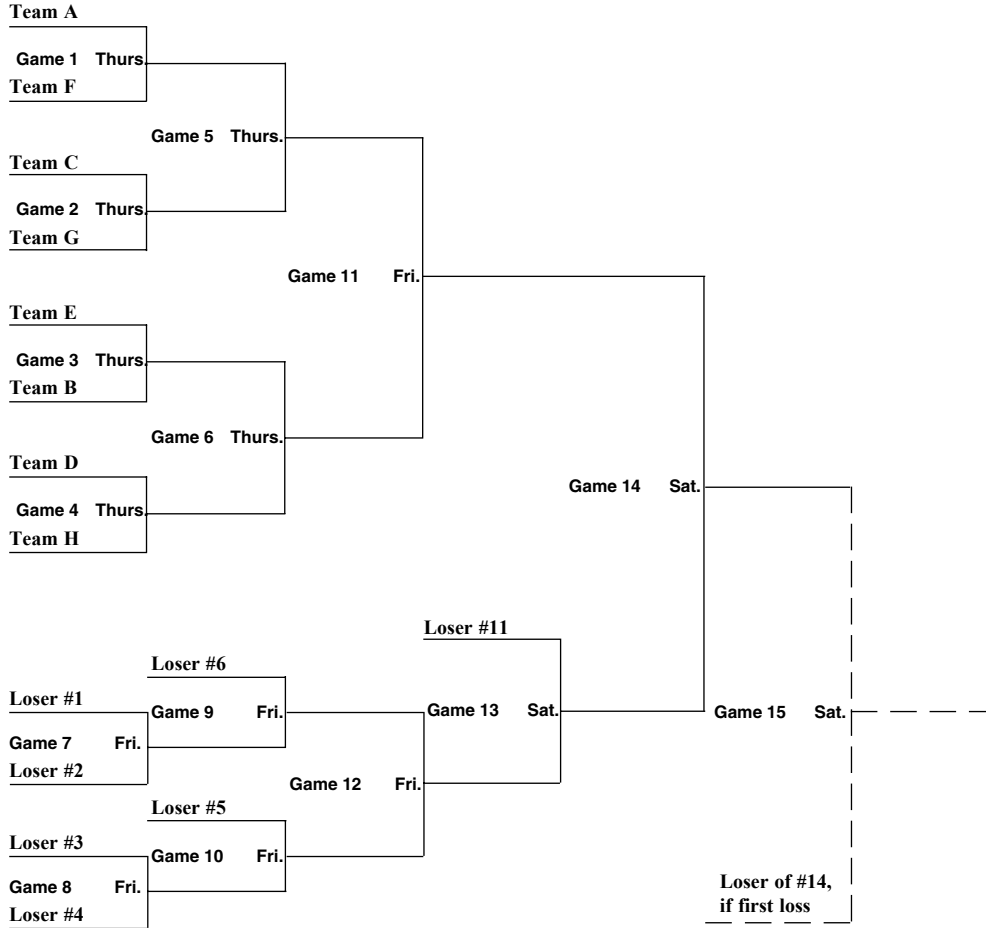 Team A
Game 1 Thurs.
Team F
Game 5 Thurs.
Team C
Game 2 Thurs.
Team G
Game 11 Fri.
Team E
Game 3 Thurs.
Team B
Game 6 Thurs.
Team D
Game 14 Sat.
Game 4 Thurs.
Team H
Loser #11
Loser #6
Loser #1
Game 9 Fri.
Game 13 Sat.
Game 15 Sat.
Game 7 Fri.
Loser #2
Game 12 Fri.
Loser #5
Loser #3
Game 10 Fri.
Game 8 Fri.
Loser #4
Loser of #14,
if first loss